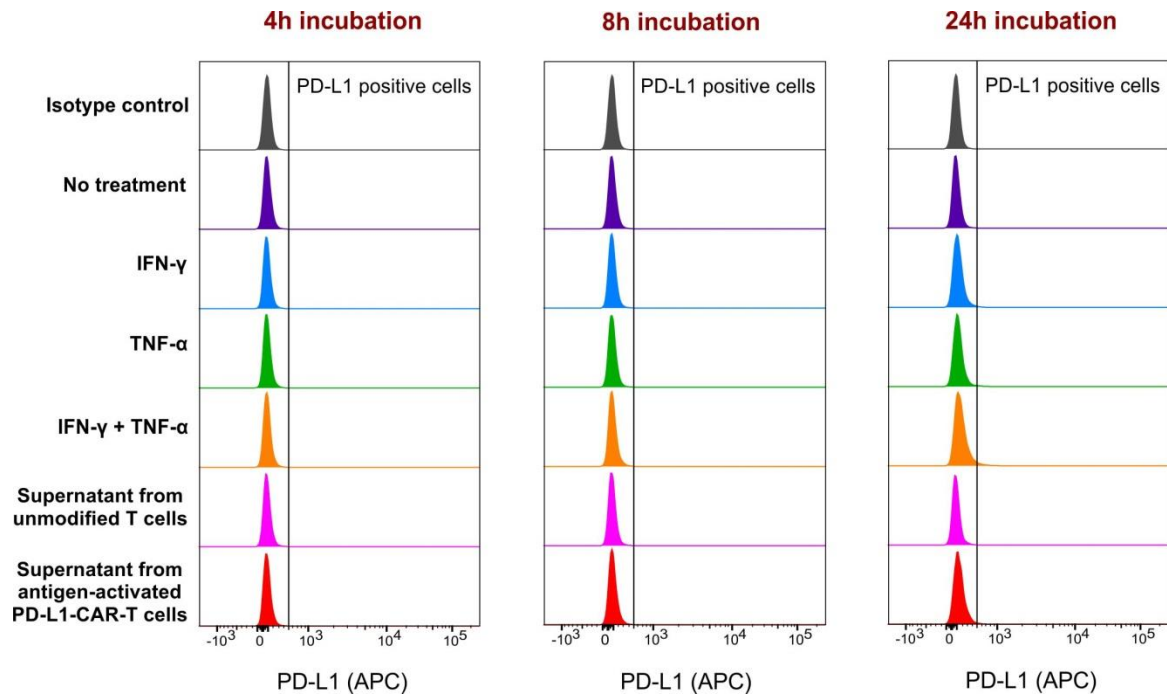 4h incubation
8h incubation
24h incubation
PD-L1 positive cells
PD-L1 positive cells
PD-L1 positive cells
Isotype control
No treatment
IFN-γ
TNF-α
IFN-γ + TNF-α
Supernatant from
unmodified T cells
Supernatant from
antigen-activated
PD-L1-CAR-T cells
-10³ 0 10³ 10⁴ 10⁵
-10³ 0 10³ 10⁴ 10⁵
-10³ 0 10³ 10⁴ 10⁵
PD-L1 (APC)
PD-L1 (APC)
PD-L1 (APC)